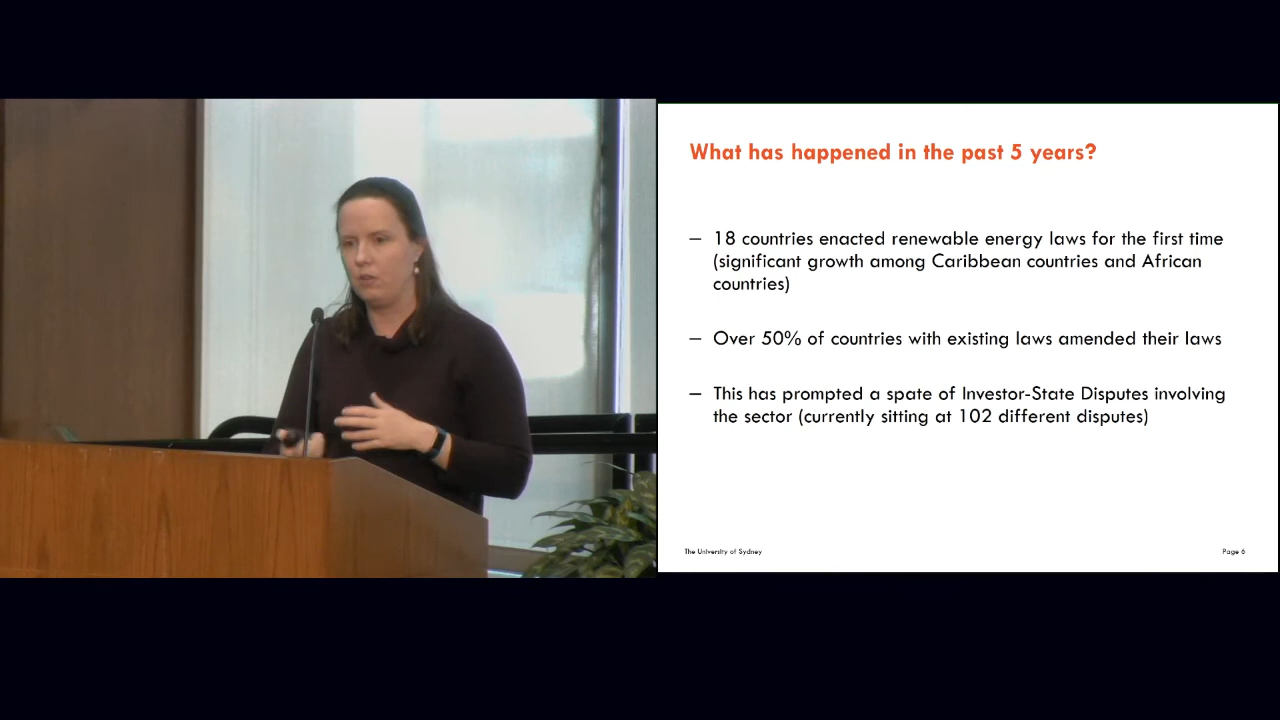 What has happened in the past 5 years?
– 18 countries enacted renewable energy laws for the first time
(significant growth among Caribbean countries and African
countries)
– Over 50% of countries with existing laws amended their laws
– This has prompted a spate of Investor-State Disputes involving
the sector (currently sitting at 102 different disputes)
The University of Sydney
Page 6